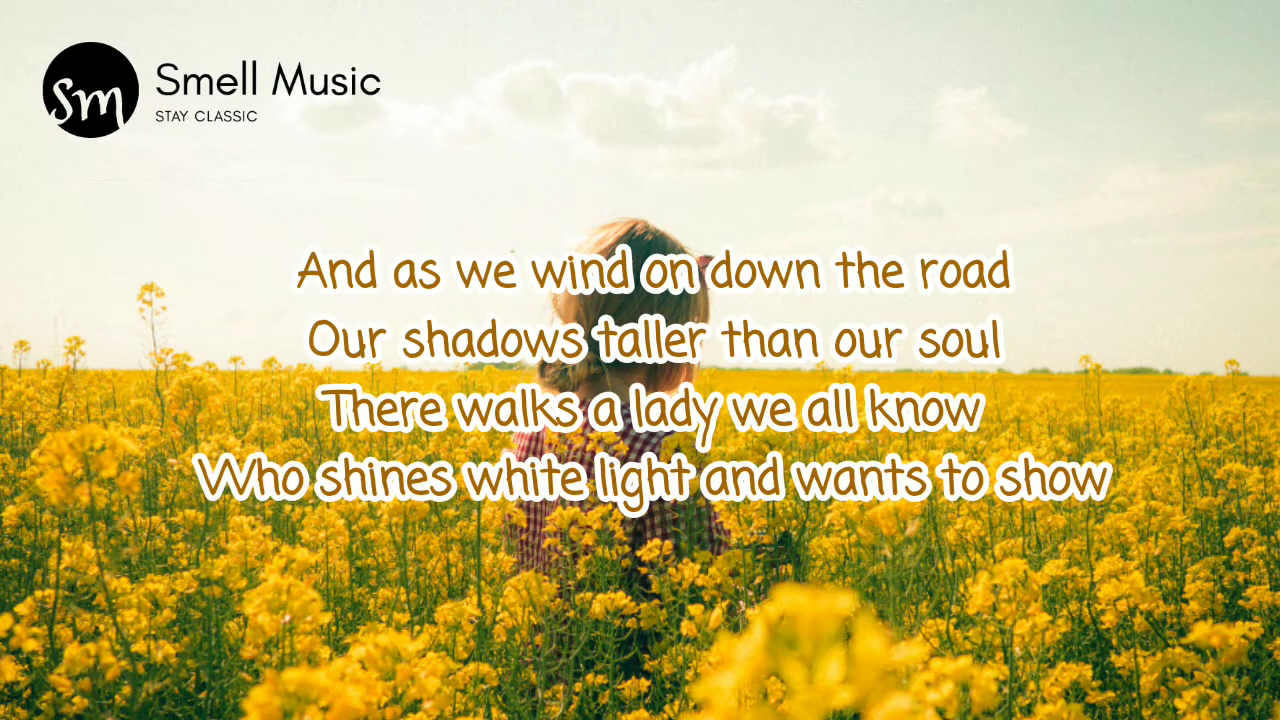 Sm
Smell Music
STAY CLASSIC
And as we wind on down the road
Our shadows taller than our soul
There walks a lady we all know
Who shines white light and wants to show